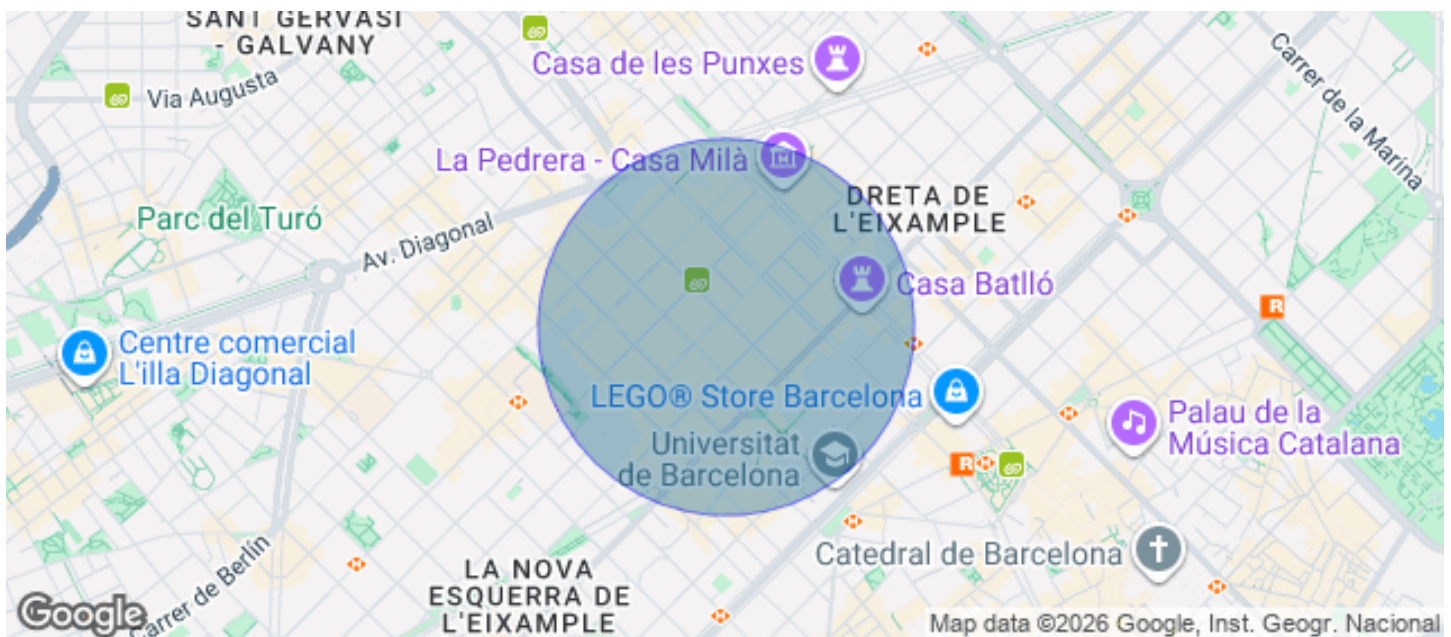 SANT GERVASI
- GALVANY
Via Augusta
Casa de les Punxes
Carrer de la Marina
La Pedrera - Casa Milà
DRETA DE
L'EIXAMPLE
Parc del Turó
Av. Diagonal
Casa Batlló
R
Centre comercial
L'illa Diagonal
LEGO® Store Barcelona
Palau de la
Música Catalana
Universitat
de Barcelona
R
Catedral de Barcelona
Carrer de Berlín
LA NOVA
ESQUERRA DE
L'EIXAMPLE
Google
Map data ©2026 Google, Inst. Geogr. Nacional